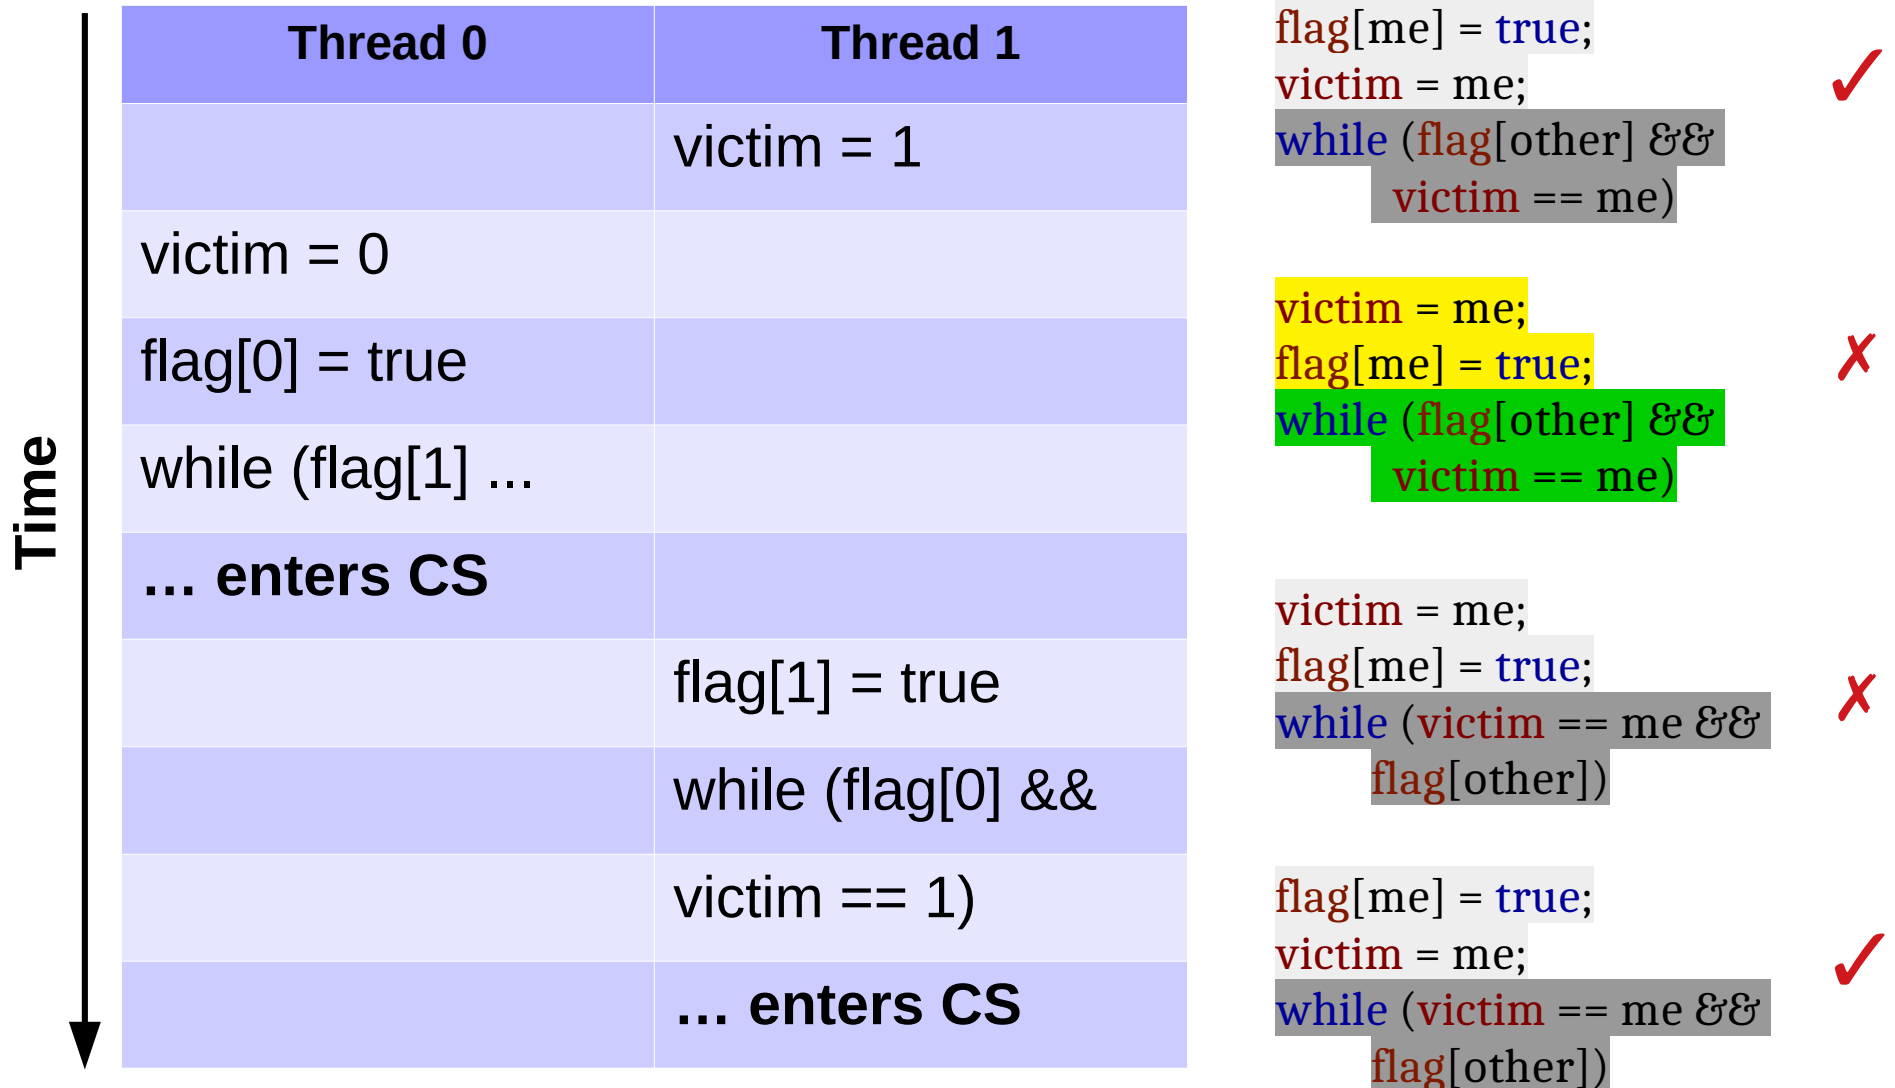 Time
Thread 0 Thread 1
victim = 1
victim = 0
flag[0] = true
while (flag[1] ...
… enters CS
flag[1] = true
while (flag[0] &&
victim == 1)
… enters CS
flag[me] = true;
victim = me;
while (flag[other] &&
victim == me)
✓
victim = me;
flag[me] = true;
while (flag[other] &&
victim == me)
✗
victim = me;
flag[me] = true;
while (victim == me &&
flag[other])
✗
flag[me] = true;
victim = me;
while (victim == me &&
flag[other])
✓